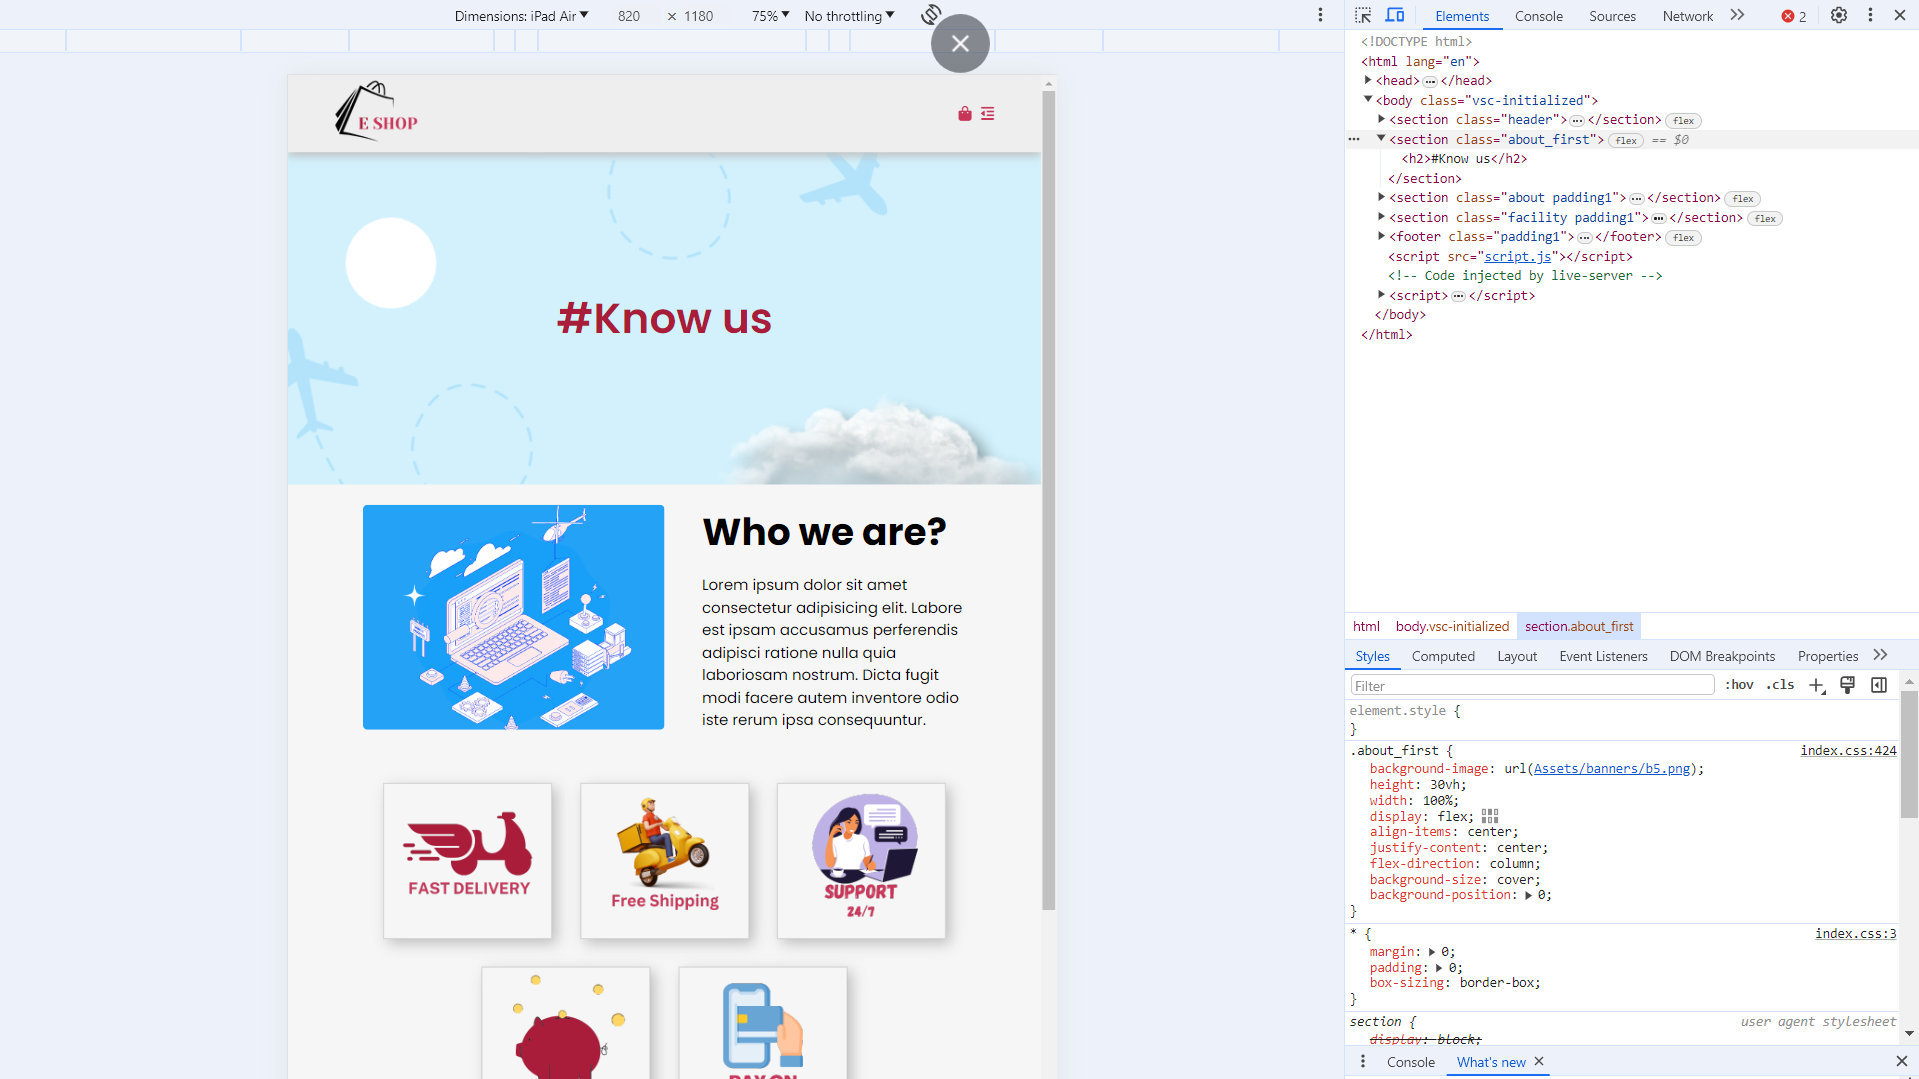 Dimensions: iPad Air 820 × 1180 75% No throttling
E SHOP
#Know us
Who we are?
Lorem ipsum dolor sit amet
consectetur adipisicing elit. Labore
est ipsam accusamus perferendis
adipisci ratione nulla quia
laboriosam nostrum. Dicta fugit
modi facere autem inventore odio
iste rerum ipsa consequuntur.
FAST DELIVERY
Free Shipping
SUPPORT
24/7
PAY ON
Elements Console Sources Network 2
<!DOCTYPE html>
<html lang="en">
<head> ... </head>
<body class="vsc-initialized">
<section class="header"> ... </section> flex
... <section class="about_first"> flex == $0
<h2>#Know us</h2>
</section>
<section class="about padding1"> ... </section> flex
<section class="facility padding1"> ... </section> flex
<footer class="padding1"> ... </footer> flex
<script src="script.js"></script>
<!-- Code injected by live-server -->
<script> ... </script>
</body>
</html>
html body.vsc-initialized section.about_first
Styles Computed Layout Event Listeners DOM Breakpoints Properties
Filter :hov .cls
element.style {
}
.about_first { index.css:424
background-image: url(Assets/banners/b5.png);
height: 30vh;
width: 100%;
display: flex;
align-items: center;
justify-content: center;
flex-direction: column;
background-size: cover;
background-position: 0;
}
* { index.css:3
margin: 0;
padding: 0;
box-sizing: border-box;
}
section { user agent stylesheet
display: block;
Console What's new